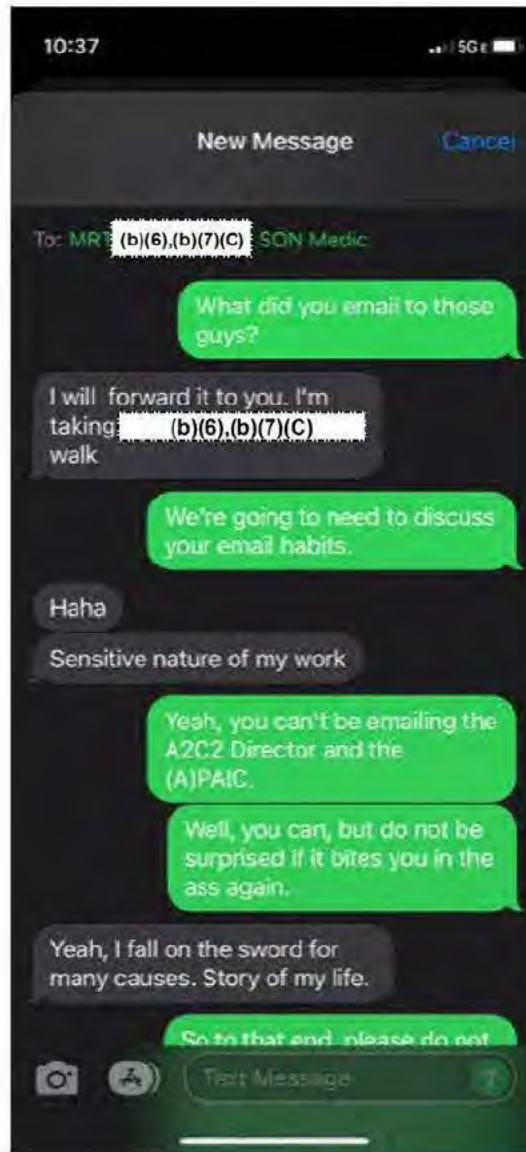 10:37
5GE
New Message
Cancel
To: MRT (b)(6),(b)(7)(C) SON Medic
What did you email to those
guys?
I will forward it to you. I'm
taking (b)(6),(b)(7)(C)
walk
We're going to need to discuss
your email habits.
Haha
Sensitive nature of my work
Yeah, you can't be emailing the
A2C2 Director and the
(A)PAIC.
Well, you can, but do not be
surprised if it bites you in the
ass again.
Yeah, I fall on the sword for
many causes. Story of my life.
So to that end, please do not
Text Message